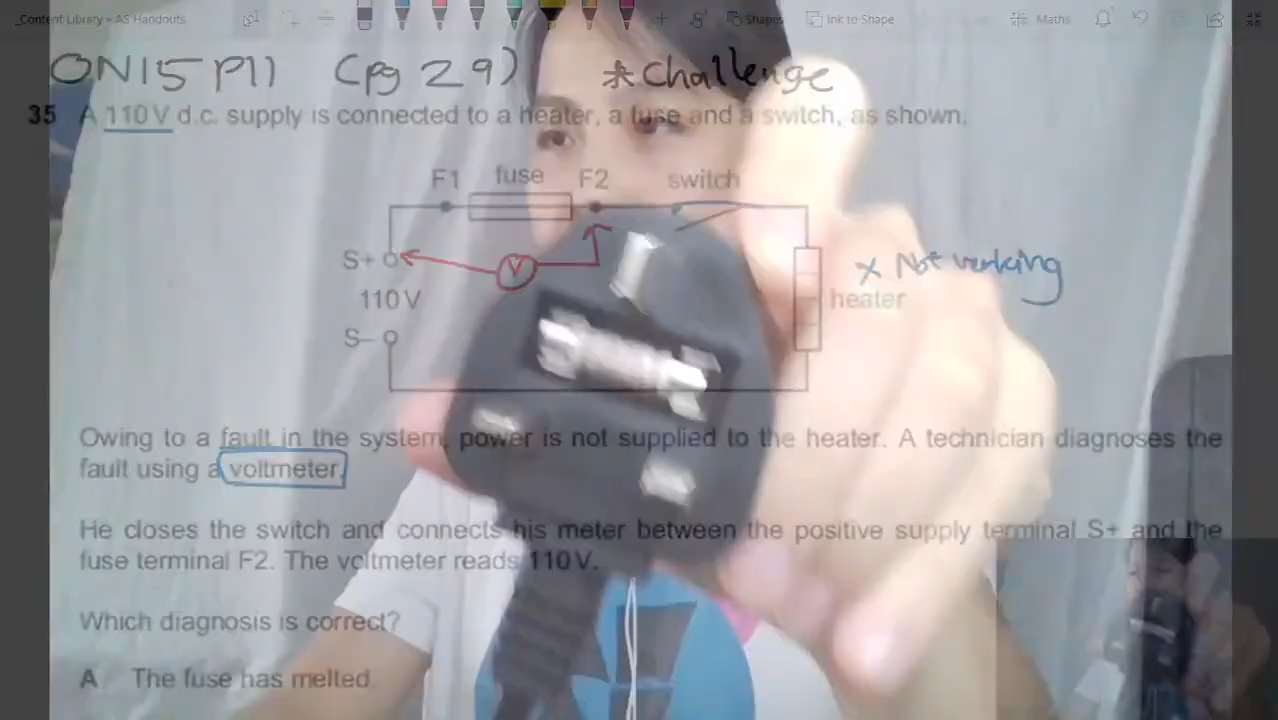 _Content Library » AS Handouts
Shapes
Ink to Shape
Maths
ON15 P11 (pg 29) *Challenge
35 A 110 V d.c. supply is connected to a heater, a fuse and a switch, as shown.
F1 fuse F2 switch
S+
V
x Not working
110 V
heater
S–
Owing to a fault in the system, power is not supplied to the heater. A technician diagnoses the
fault using a voltmeter.
He closes the switch and connects his meter between the positive supply terminal S+ and the
fuse terminal F2. The voltmeter reads 110 V.
Which diagnosis is correct?
A The fuse has melted